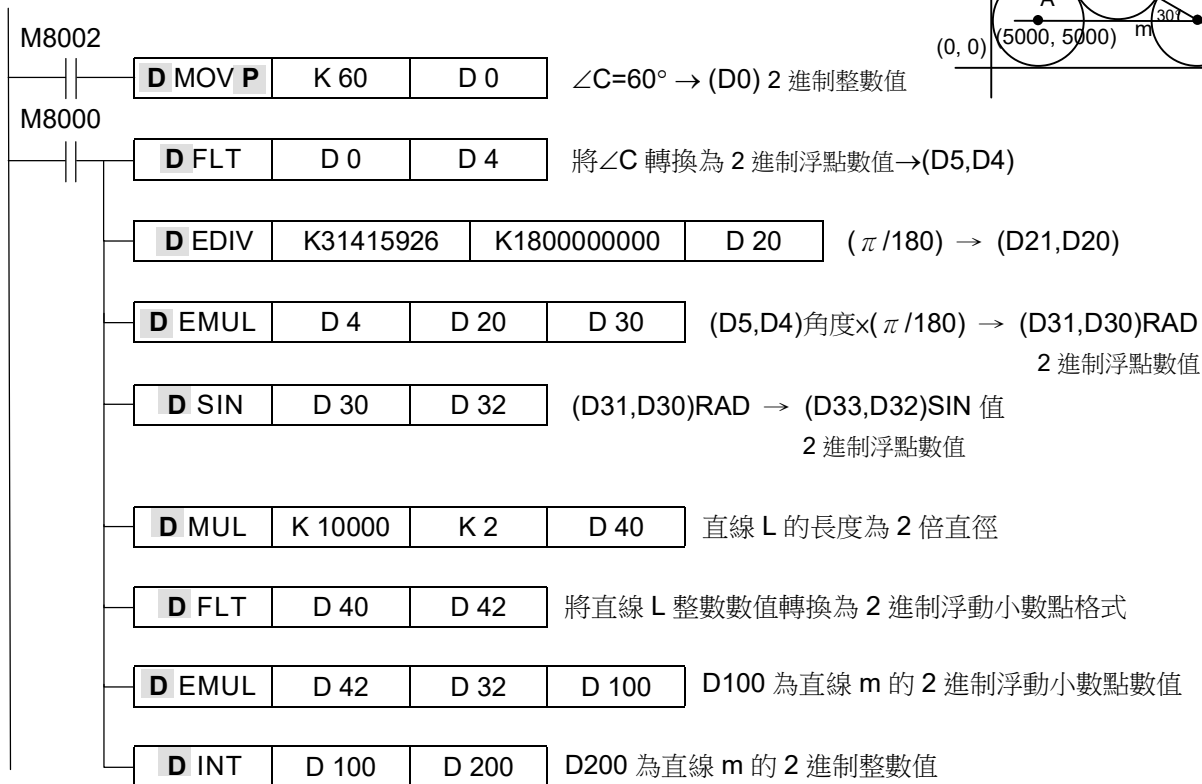 A
30°
m
(5000, 5000)
(0, 0)
M8002
D MOV P K 60 D 0 ∠C=60° → (D0) 2 進制整數值
M8000
D FLT D 0 D 4 將∠C 轉換為 2 進制浮點數值→(D5,D4)
D EDIV K31415926 K1800000000 D 20 (π/180) → (D21,D20)
D EMUL D 4 D 20 D 30 (D5,D4)角度×(π/180) → (D31,D30)RAD
2 進制浮點數值
D SIN D 30 D 32 (D31,D30)RAD → (D33,D32)SIN 值
2 進制浮點數值
D MUL K 10000 K 2 D 40 直線 L 的長度為 2 倍直徑
D FLT D 40 D 42 將直線 L 整數數值轉換為 2 進制浮動小數點格式
D EMUL D 42 D 32 D 100 D100 為直線 m 的 2 進制浮動小數點數值
D INT D 100 D 200 D200 為直線 m 的 2 進制整數值